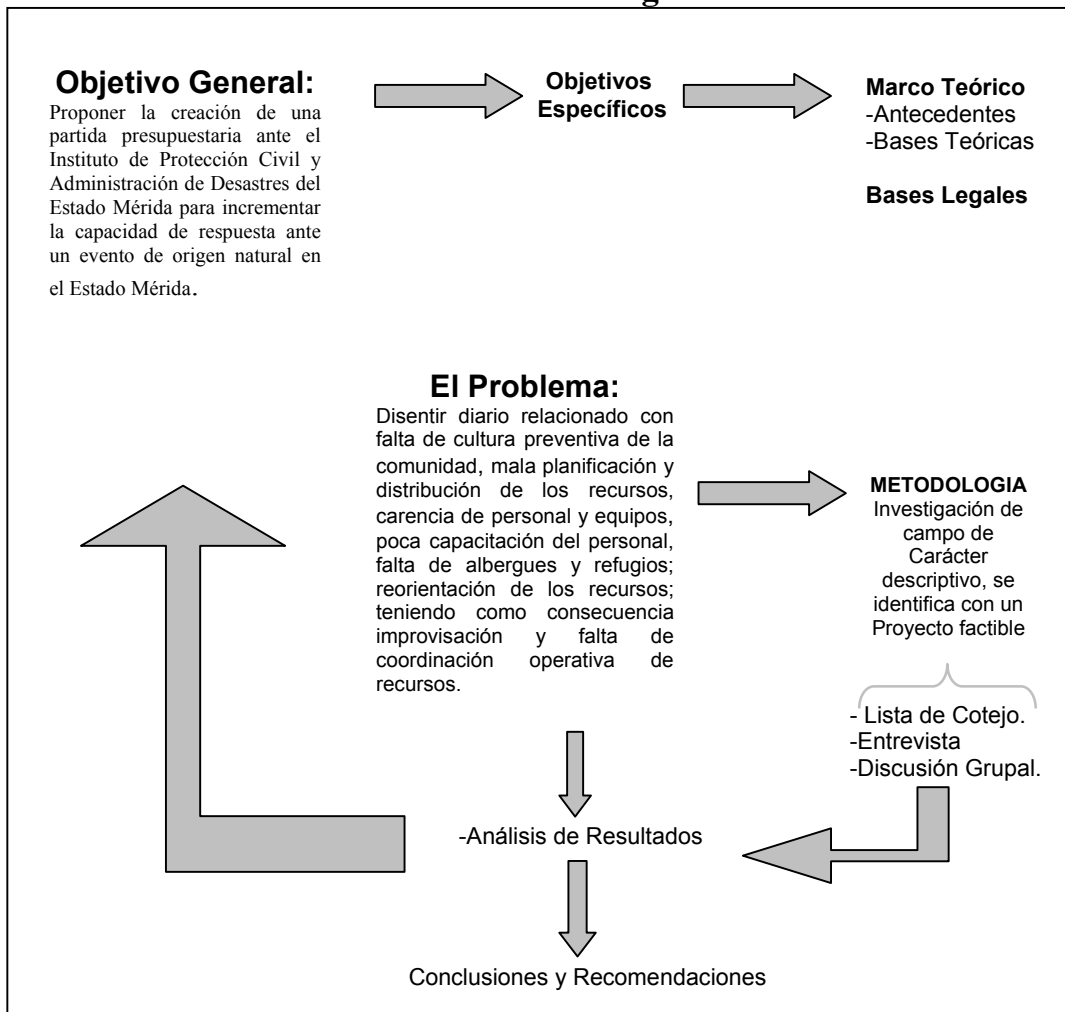 Objetivo General:
Proponer la creación de una
partida presupuestaria ante el
Instituto de Protección Civil y
Administración de Desastres del
Estado Mérida para incrementar
la capacidad de respuesta ante
un evento de origen natural en
el Estado Mérida.
Objetivos
Específicos
Marco Teórico
-Antecedentes
-Bases Teóricas
Bases Legales
El Problema:
Disentir diario relacionado con
falta de cultura preventiva de la
comunidad, mala planificación y
distribución de los recursos,
carencia de personal y equipos,
poca capacitación del personal,
falta de albergues y refugios;
reorientación de los recursos;
teniendo como consecuencia
improvisación y falta de
coordinación operativa de
recursos.
METODOLOGIA
Investigación de
campo de
Carácter
descriptivo, se
identifica con un
Proyecto factible
- Lista de Cotejo.
-Entrevista
-Discusión Grupal.
-Análisis de Resultados
Conclusiones y Recomendaciones